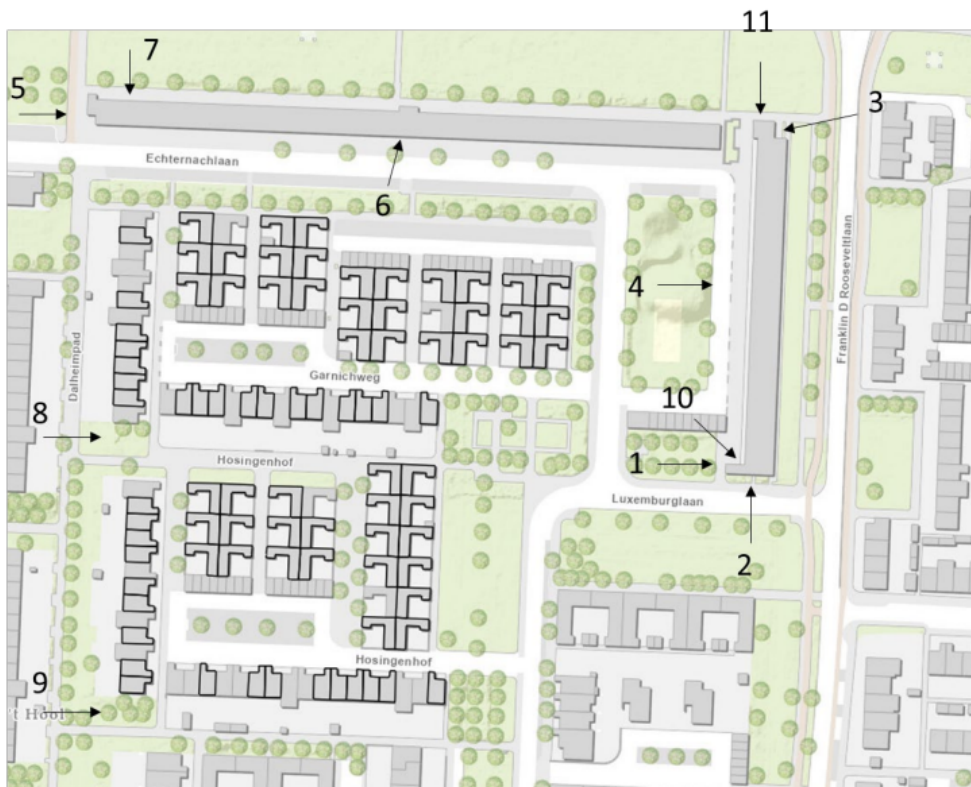 11
7
5
3
Echternachlaan
6
4
Franklin D Rooseveltlaan
Dalheimpad
Garnichweg
10
8
Hosingenhof
1
Luxemburglaan
2
Hosingenhof
9
't Hool